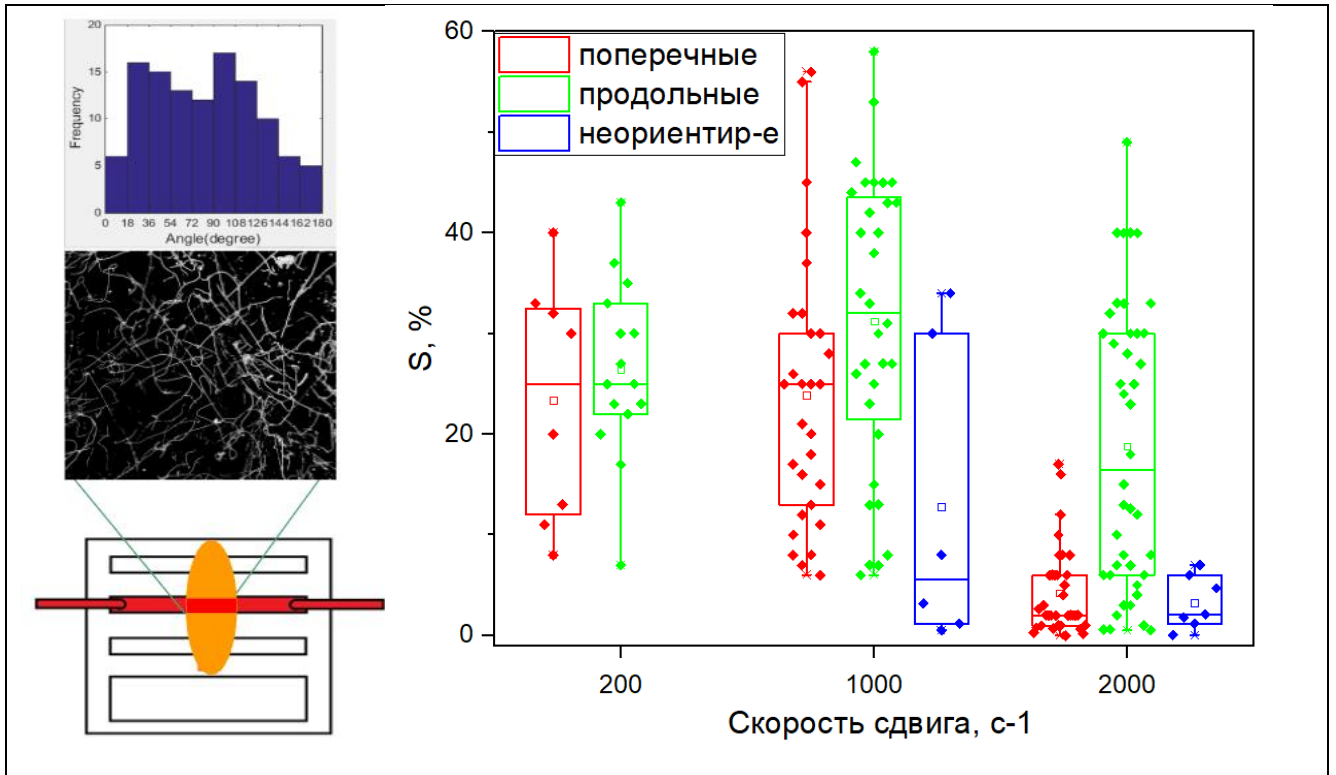 20
15
10
5
0
Frequency
0 18 36 54 72 90 108 126 144 162 180
Angle(degree)
60
40
20
0
S, %
поперечные
продольные
неориентир-е
200 1000 2000
Скорость сдвига, с-1